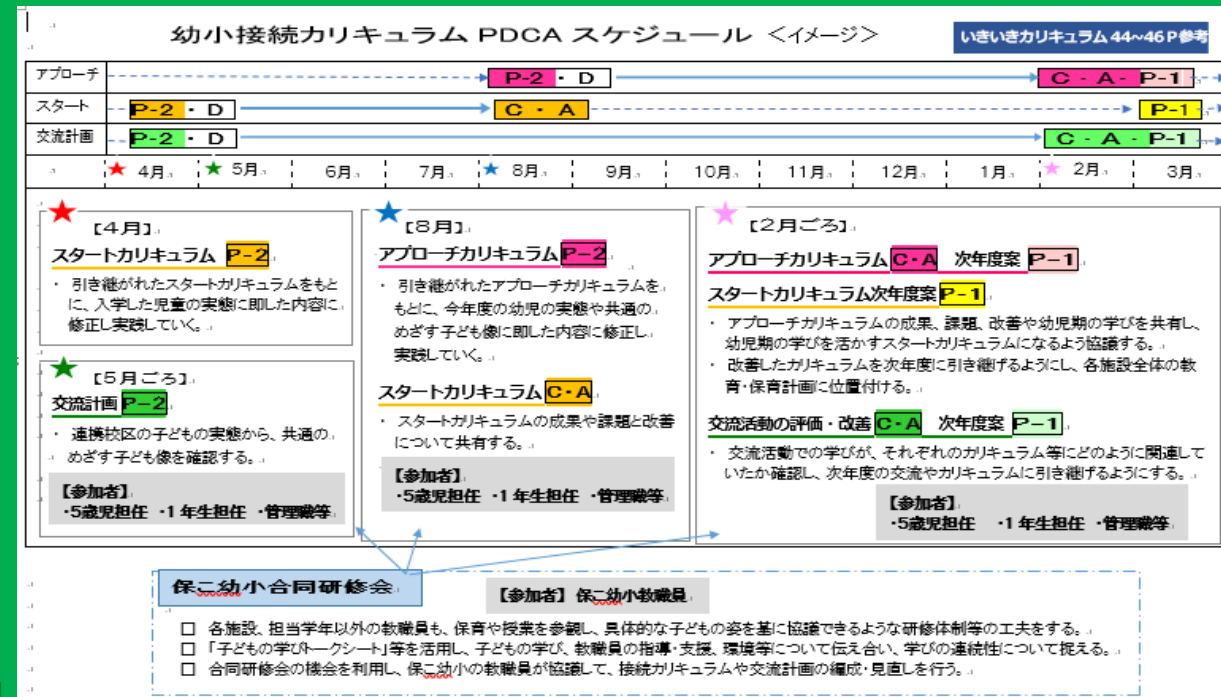 幼小接続カリキュラム PDCA スケジュール <イメージ>
いきいきカリキュラム 44~46 P参考
アプローチ P-2・D C・A・P-1
スタート P-2・D C・A P-1
交流計画 P-2・D C・A・P-1
★ 4月 ★ 5月 6月 7月 ★ 8月 9月 10月 11月 12月 1月 ★ 2月 3月
★ [4月]
スタートカリキュラム P-2
・ 引き継がれたスタートカリキュラムをもと
に、入学した児童の実態に即した内容に
修正し実践していく。
★ [5月ごろ]
交流計画 P-2
・ 連携校区の子どもの実態から、共通の
めざす子ども像を確認する。
【参加者】
・5歳児担任 ・1年生担任 ・管理職等
★ [8月]
アプローチカリキュラム P-2
・ 引き継がれたアプローチカリキュラムを
もとに、今年度の幼児の実態や共通の
めざす子ども像に即した内容に修正し
実践していく。
スタートカリキュラム C・A
・ スタートカリキュラムの成果や課題と改善
について共有する。
【参加者】
・5歳児担任 ・1年生担任 ・管理職等
★ [2月ごろ]
アプローチカリキュラム C・A 次年度案 P-1
スタートカリキュラム次年度案 P-1
・ アプローチカリキュラムの成果、課題、改善や幼児期の学びを共有し、
幼児期の学びを活かすスタートカリキュラムになるよう協議する。
・ 改善したカリキュラムを次年度に引き継げるようにし、各施設全体の教
育・保育計画に位置付ける。
交流活動の評価・改善 C・A 次年度案 P-1
・ 交流活動での学びが、それぞれのカリキュラム等にどのように関連して
いたか確認し、次年度の交流やカリキュラムに引き継げるようにする。
【参加者】
・5歳児担任 ・1年生担任 ・管理職等
保こ幼小合同研修会
【参加者】保こ幼小教職員
□ 各施設、担当学年以外の教職員も、保育や授業を参観し、具体的な子どもの姿を基に協議できるような研修体制等の工夫をする。
□ 「子どもの学びトークシート」等を活用し、子どもの学び、教職員の指導・支援、環境等について伝え合い、学びの連続性について捉える。
□ 合同研修会の機会を利用し、保こ幼小の教職員が協議して、接続カリキュラムや交流計画の編成・見直しを行う。